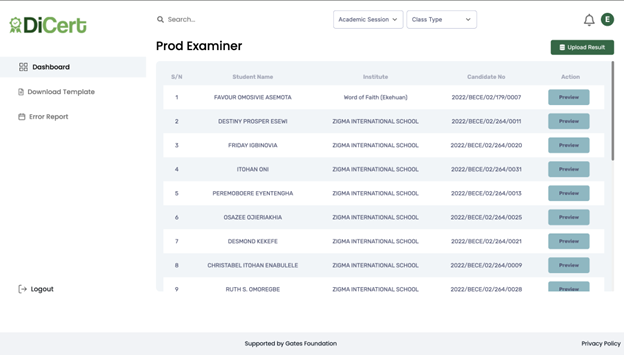 DiCert
Search...
Academic Session
Class Type
E
Prod Examiner
Upload Result
Dashboard
Download Template
Error Report
Logout
S/N Student Name Institute Candidate No Action
1 FAVOUR OMOSIVIE ASEMOTA Word of Faith (Ekehuan) 2022/BECE/02/179/0007 Preview
2 DESTINY PROSPER ESEWI ZIGMA INTERNATIONAL SCHOOL 2022/BECE/02/264/0011 Preview
3 FRIDAY IGBINOVIA ZIGMA INTERNATIONAL SCHOOL 2022/BECE/02/264/0020 Preview
4 ITOHAN ONI ZIGMA INTERNATIONAL SCHOOL 2022/BECE/02/264/0031 Preview
5 PEREMOBOERE EYENTENGHA ZIGMA INTERNATIONAL SCHOOL 2022/BECE/02/264/0013 Preview
6 OSAZEE OJIERIAKHIA ZIGMA INTERNATIONAL SCHOOL 2022/BECE/02/264/0025 Preview
7 DESMOND KEKEFE ZIGMA INTERNATIONAL SCHOOL 2022/BECE/02/264/0021 Preview
8 CHRISTABEL ITOHAN ENABULELE ZIGMA INTERNATIONAL SCHOOL 2022/BECE/02/264/0009 Preview
9 RUTH S. OMOREGBE ZIGMA INTERNATIONAL SCHOOL 2022/BECE/02/264/0028 Preview
Supported by Gates Foundation
Privacy Policy